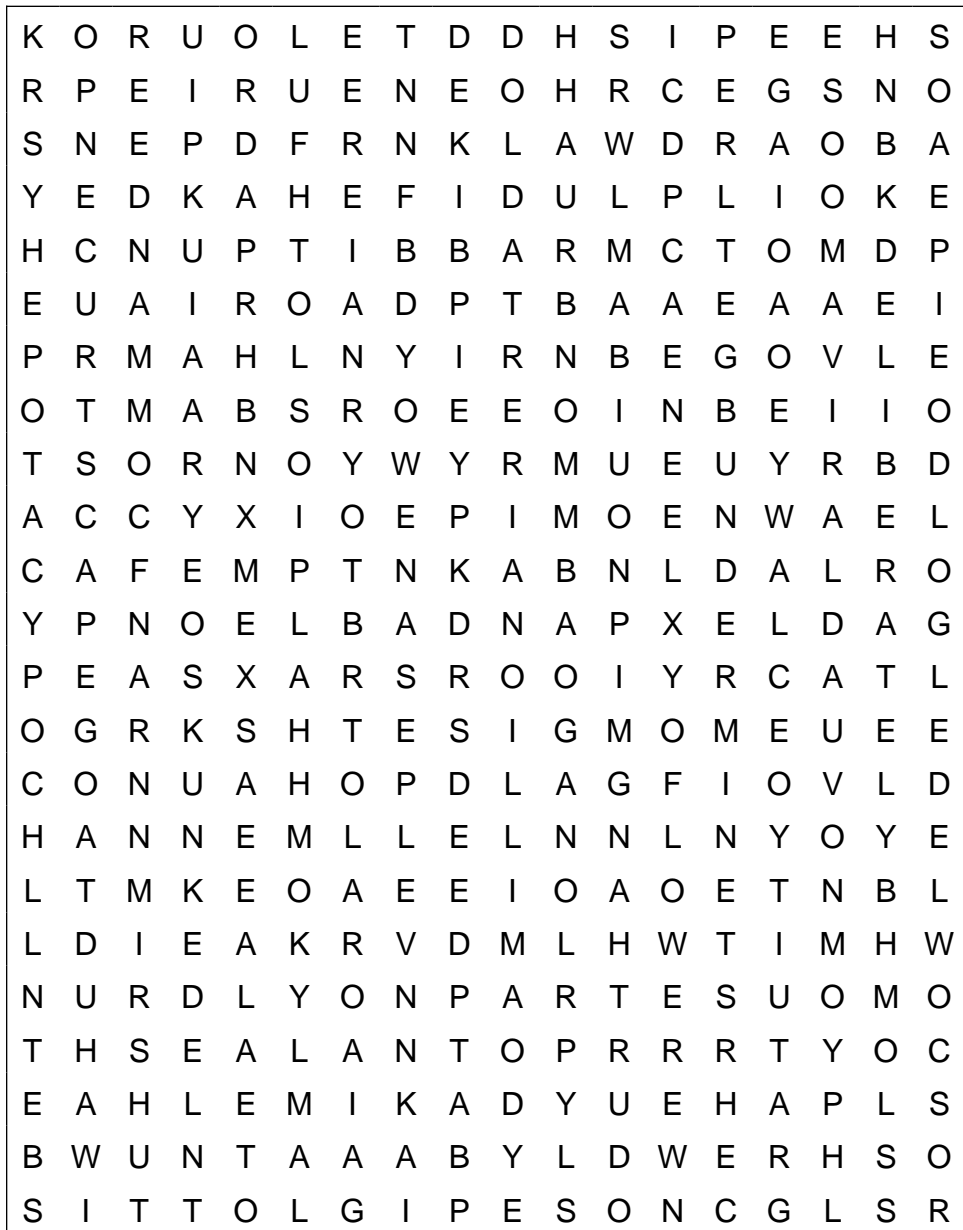 K O R U O L E T D D H S I P E E H S
R P E I R U E N E O H R C E G S N O
S N E P D F R N K L A W D R A O B A
Y E D K A H E F I D U L P L I O K E
H C N U P T I B B A R M C T O M D P
E U A I R O A D P T B A A E A A E I
P R M A H L N Y I R N B E G O V L E
O T M A B S R O E E O I N B E I I O
T S O R N O Y W Y R M U E U Y R B D
A C C Y X I O E P I M O E N W A E L
C A F E M P T N K A B N L D A L R O
Y P N O E L B A D N A P X E L D A G
P E A S X A R S R O O I Y R C A T L
O G R K S H T E S I G M O M E U E E
C O N U A H O P D L A G F I O V L D
H A N N E M L L E L N N L N Y O Y E
L T M K E O A E E I O A O E T N B L
L D I E A K R V D M L H W T I M H W
N U R D L Y O N P A R T E S U O M O
T H S E A L A N T O P R R R T Y O C
E A H L E M I K A D Y U E H A P L S
B W U N T A A A B Y L D W E R H S O
S I T T O L G I P E S O N C G L S R